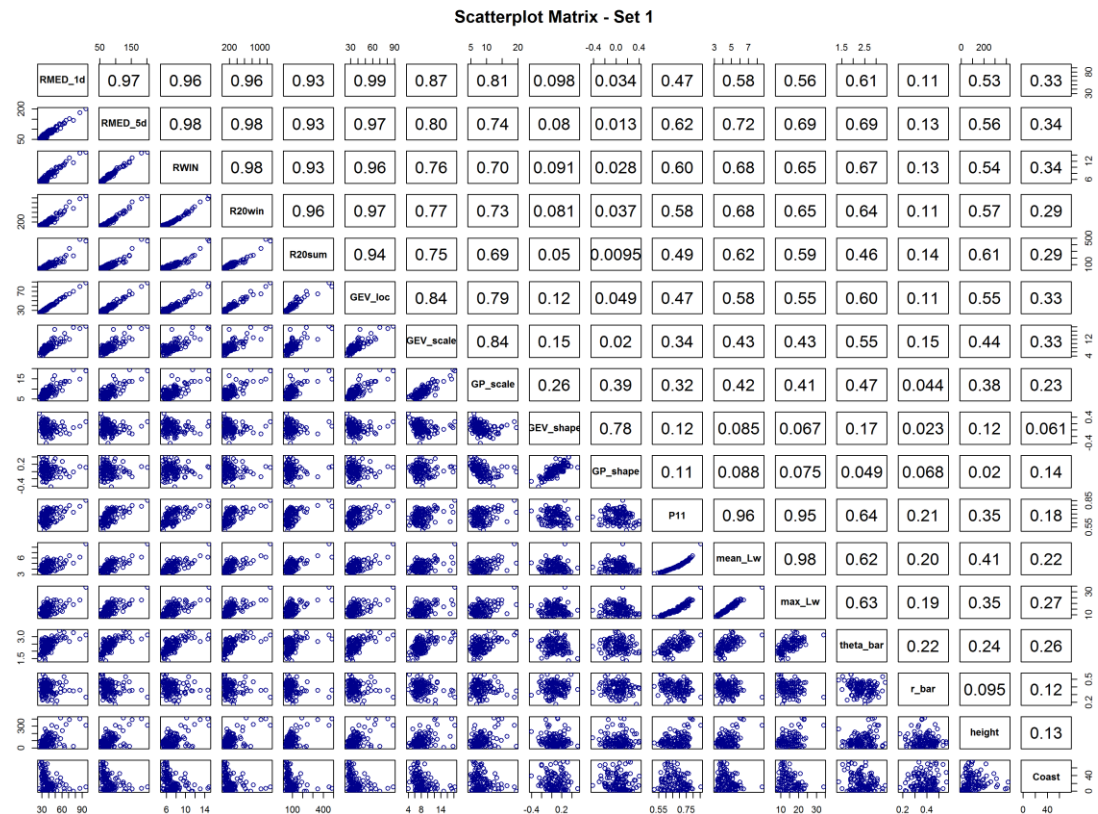 Scatterplot Matrix - Set 1
50 150 200 1000 30 60 90 5 10 20 -0.4 0.0 0.4 3 5 7 1.5 2.5 0 200
RMED_1d 0.97 0.96 0.96 0.93 0.99 0.87 0.81 0.098 0.034 0.47 0.58 0.56 0.61 0.11 0.53 0.33 30 80
50 200 RMED_5d 0.98 0.98 0.93 0.97 0.80 0.74 0.08 0.013 0.62 0.72 0.69 0.69 0.13 0.56 0.34
RWIN 0.98 0.93 0.96 0.76 0.70 0.091 0.028 0.60 0.68 0.65 0.67 0.13 0.54 0.34 6 12
200 R20win 0.96 0.97 0.77 0.73 0.081 0.037 0.58 0.68 0.65 0.64 0.11 0.57 0.29
R20sum 0.94 0.75 0.69 0.05 0.0095 0.49 0.62 0.59 0.46 0.14 0.61 0.29 100 500
30 70 GEV_loc 0.84 0.79 0.12 0.049 0.47 0.58 0.55 0.60 0.11 0.55 0.33
GEV_scale 0.84 0.15 0.02 0.34 0.43 0.43 0.55 0.15 0.44 0.33 4 12
5 15 GP_scale 0.26 0.39 0.32 0.42 0.41 0.47 0.044 0.38 0.23
GEV_shape 0.78 0.12 0.085 0.067 0.17 0.023 0.12 0.061 -0.4 0.4
-0.4 0.2 GP_shape 0.11 0.088 0.075 0.049 0.068 0.02 0.14
P11 0.96 0.95 0.64 0.21 0.35 0.18 0.55 0.85
3 6 mean_Lw 0.98 0.62 0.20 0.41 0.22
max_Lw 0.63 0.19 0.35 0.27 10 30
1.5 3.0 theta_bar 0.22 0.24 0.26
r_bar 0.095 0.12 0.2 0.5
0 300 height 0.13
Coast 0 40
30 60 90 6 10 14 100 400 4 8 14 -0.4 0.2 0.55 0.75 10 20 30 0.2 0.4 0 40